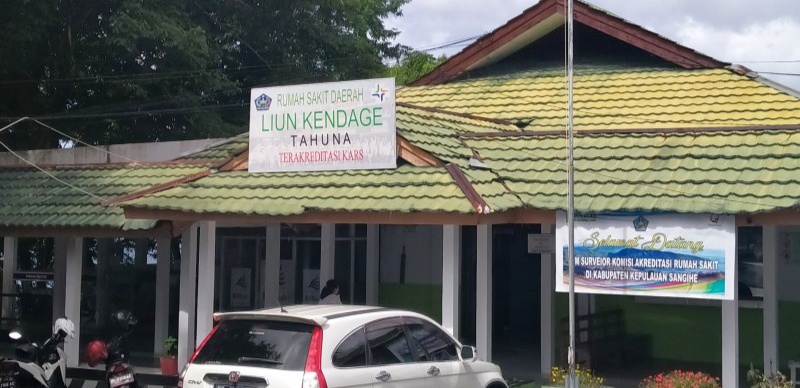 RUMAH SAKIT DAERAH
LIUN KENDAGE
TAHUNA
TERAKREDITASI KARS
Selamat Datang
M SURVEIOR KOMISI AKREDITASI RUMAH SAKIT
DI KABUPATEN KEPULAUAN SANGIHE